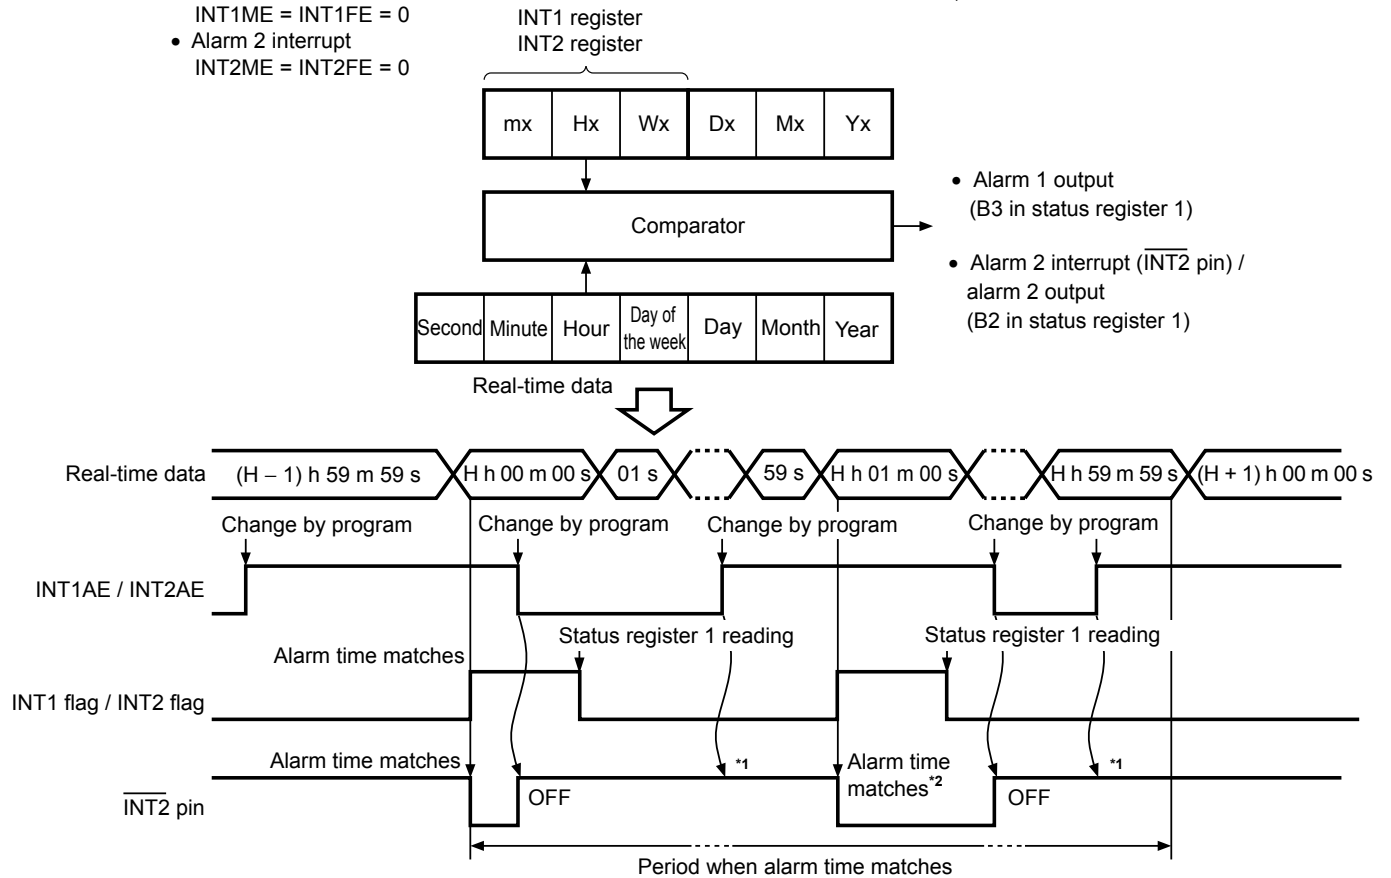 INT1ME = INT1FE = 0
• Alarm 2 interrupt
INT2ME = INT2FE = 0
INT1 register
INT2 register
mx Hx Wx Dx Mx Yx
Comparator
• Alarm 1 output
(B3 in status register 1)
• Alarm 2 interrupt (INT2 pin) /
alarm 2 output
(B2 in status register 1)
Second Minute Hour Day of the week Day Month Year
Real-time data
Real-time data (H − 1) h 59 m 59 s H h 00 m 00 s 01 s 59 s H h 01 m 00 s H h 59 m 59 s (H + 1) h 00 m 00 s
Change by program Change by program Change by program Change by program
INT1AE / INT2AE
Status register 1 reading Status register 1 reading
Alarm time matches
INT1 flag / INT2 flag
Alarm time matches *1 Alarm time *1
matches*2
INT2 pin OFF OFF
Period when alarm time matches